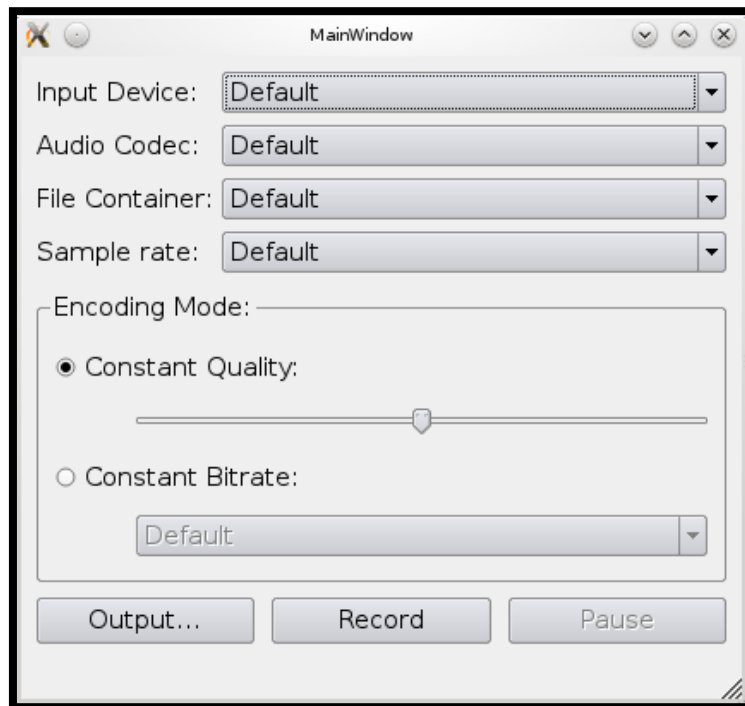 MainWindow
Input Device: Default
Audio Codec: Default
File Container: Default
Sample rate: Default
Encoding Mode:
Constant Quality:
Constant Bitrate:
Default
Output... Record Pause